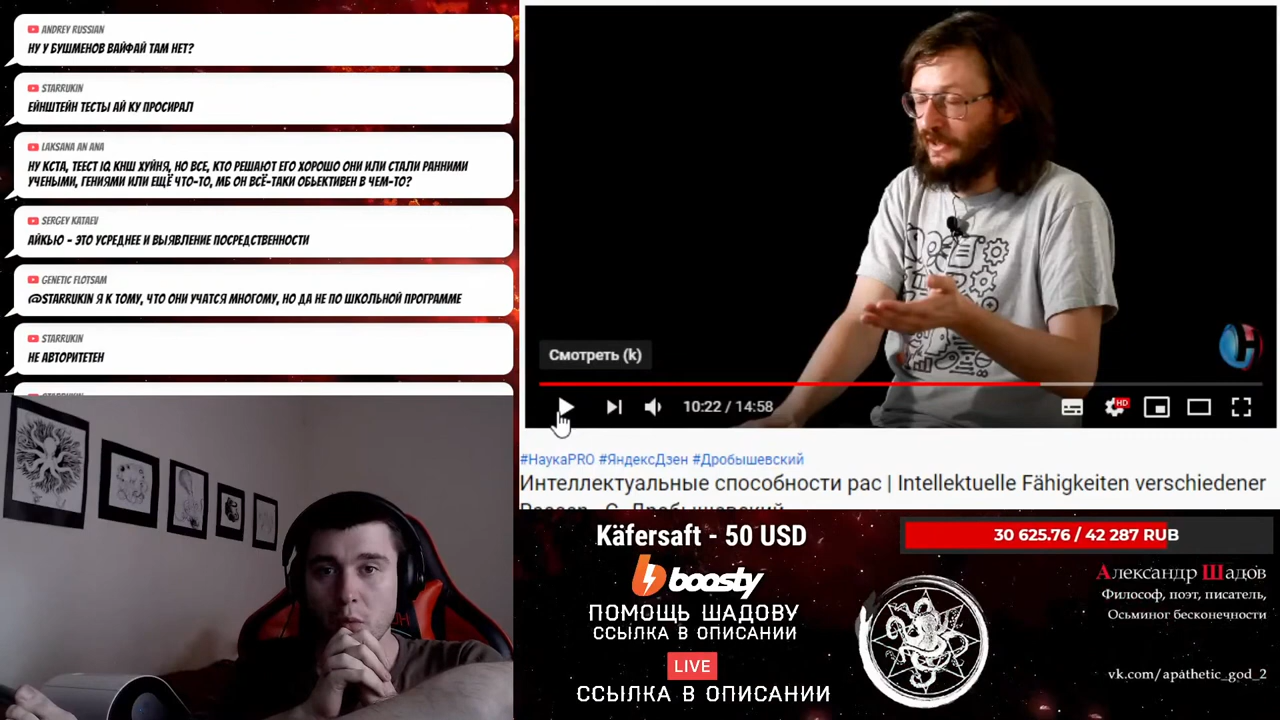 ANDREY RUSSIAN
НУ У БУШМЕНОВ ВАЙФАЙ ТАМ НЕТ?
STARRUKIN
ЕЙНШТЕЙН ТЕСТЫ АЙ КУ ПРОСИРАЛ
LAKSANA AN ANA
НУ КСТА, ТЕЕСТ IQ КНШ ХУЙНЯ, НО ВСЕ, КТО РЕШАЮТ ЕГО ХОРОШО ОНИ ИЛИ СТАЛИ РАННИМИ
УЧЕНЫМИ, ГЕНИЯМИ ИЛИ ЕЩЁ ЧТО-ТО, МБ ОН ВСЁ-ТАКИ ОБЬЕКТИВЕН В ЧЕМ-ТО?
SERGEY KATAEV
АЙКЬЮ - ЭТО УСРЕДНЕЕ И ВЫЯВЛЕНИЕ ПОСРЕДСТВЕННОСТИ
GENETIC FLOTSAM
@STARRUKIN Я К ТОМУ, ЧТО ОНИ УЧАТСЯ МНОГОМУ, НО ДА НЕ ПО ШКОЛЬНОЙ ПРОГРАММЕ
STARRUKIN
НЕ АВТОРИТЕТЕН
Смотреть (k)
10:22 / 14:58
HD
#НаукаPRO #ЯндексДзен #Дробышевский
Интеллектуальные способности рас | Intellektuelle Fähigkeiten verschiedener
Käfersaft - 50 USD
boosty
ПОМОЩЬ ШАДОВУ
ССЫЛКА В ОПИСАНИИ
LIVE
ССЫЛКА В ОПИСАНИИ
30 625.76 / 42 287 RUB
Александр Шадов
Философ, поэт, писатель,
Осьминог бесконечности
vk.com/apathetic_god_2